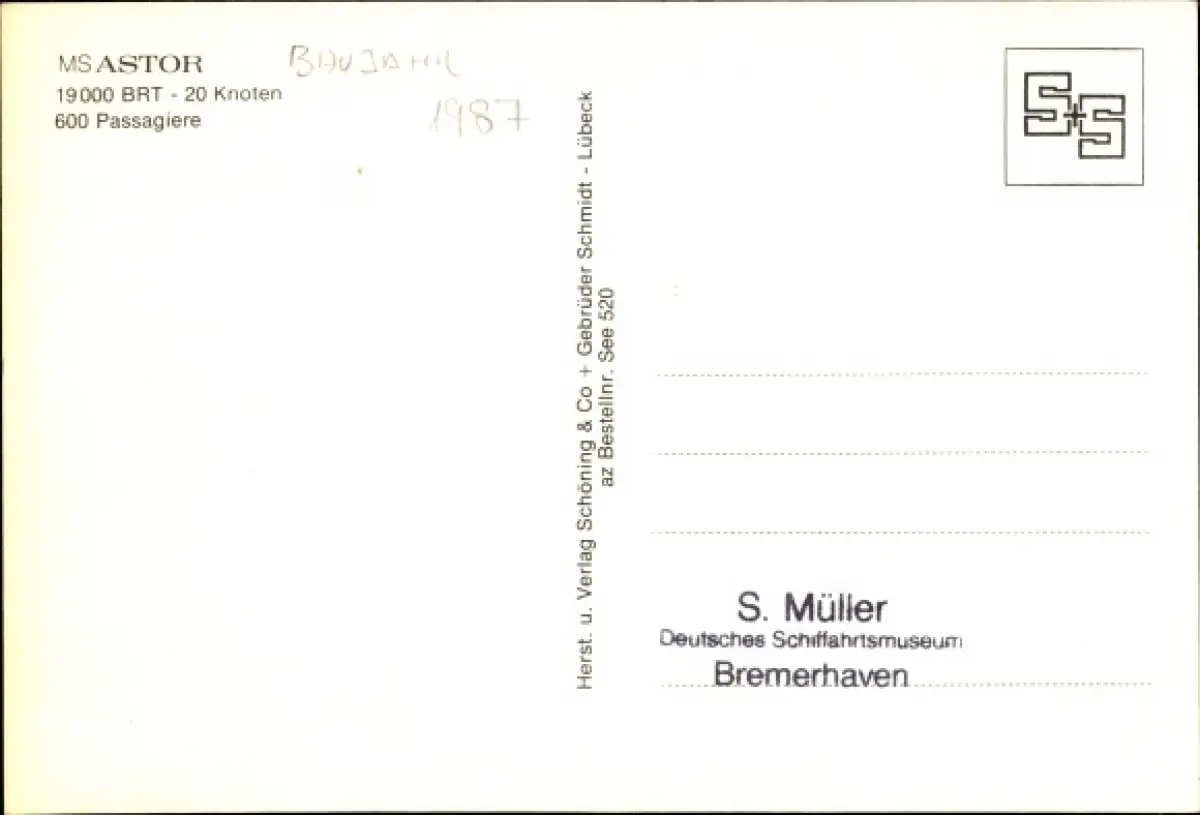 MS ASTOR
19000 BRT - 20 Knoten
600 Passagiere
BAUJAHR
1987
Herst. u. Verlag Schöning & Co + Gebrüder Schmidt - Lübeck
az Bestellnr. See 520
S+S
S. Müller
Deutsches Schiffahrtsmuseum
Bremerhaven